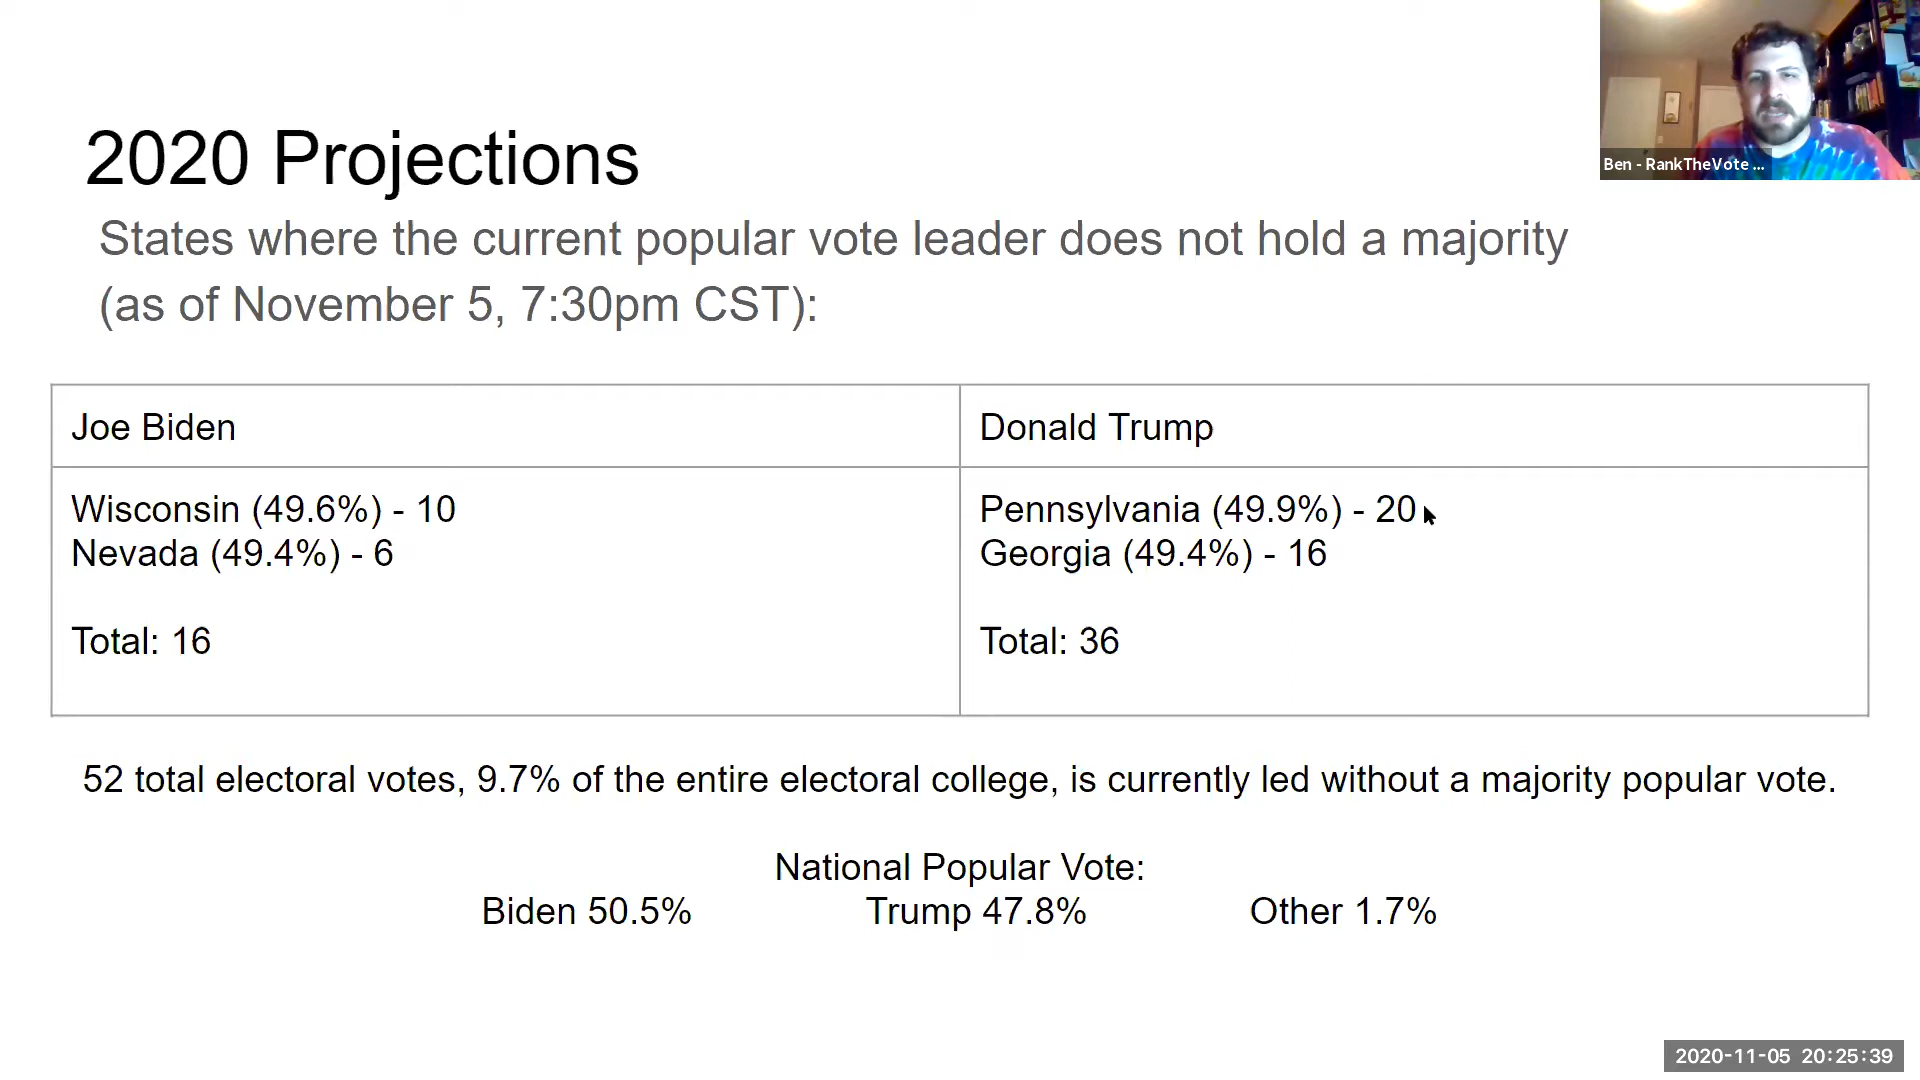 2020 Projections
States where the current popular vote leader does not hold a majority
(as of November 5, 7:30pm CST):
Joe Biden
Donald Trump
Wisconsin (49.6%) - 10
Nevada (49.4%) - 6
Total: 16
Pennsylvania (49.9%) - 20
Georgia (49.4%) - 16
Total: 36
52 total electoral votes, 9.7% of the entire electoral college, is currently led without a majority popular vote.
National Popular Vote:
Biden 50.5% Trump 47.8% Other 1.7%
Ben - RankTheVote ...
2020-11-05 20:25:39